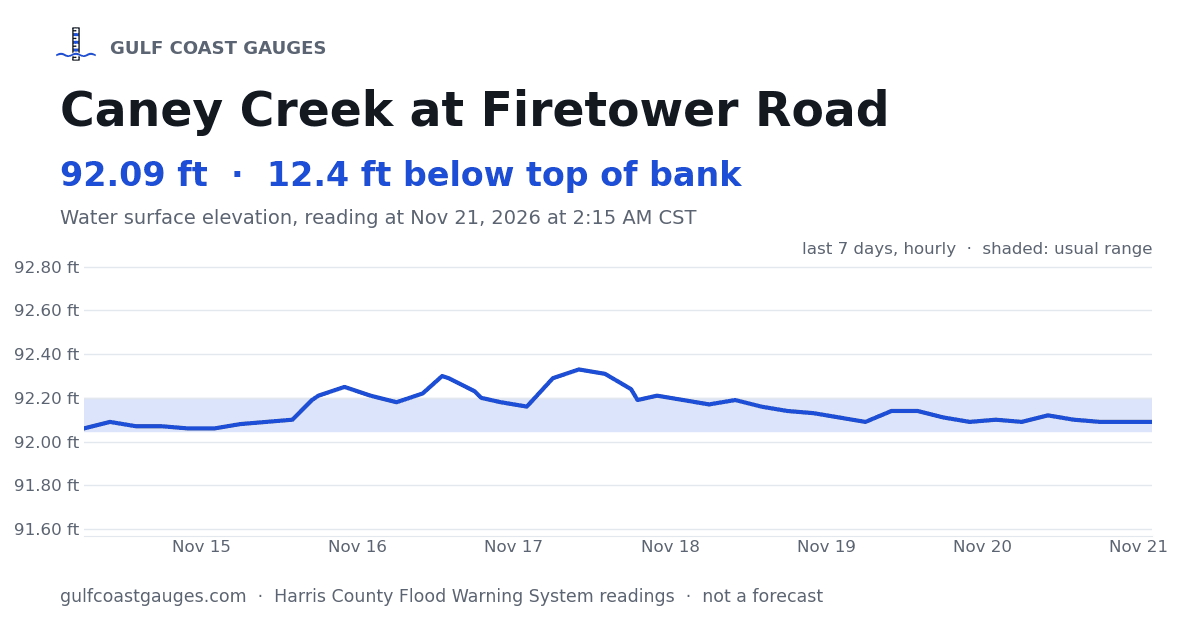 GULF COAST GAUGES
Caney Creek at Firetower Road
92.09 ft · 12.4 ft below top of bank
Water surface elevation, reading at Nov 21, 2026 at 2:15 AM CST
last 7 days, hourly · shaded: usual range
92.80 ft
92.60 ft
92.40 ft
92.20 ft
92.00 ft
91.80 ft
91.60 ft
Nov 15 Nov 16 Nov 17 Nov 18 Nov 19 Nov 20 Nov 21
gulfcoastgauges.com · Harris County Flood Warning System readings · not a forecast